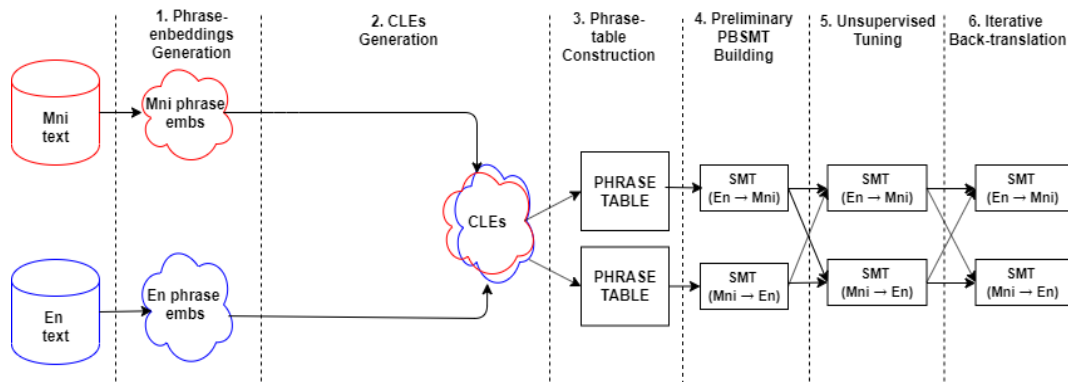 1. Phrase-
enebeddings
Generation
2. CLEs
Generation
3. Phrase-
table
Construction
4. Preliminary
PBSMT
Building
5. Unsupervised
Tuning
6. Iterative
Back-translation
Mni
text
Mni phrase
embs
En
text
En phrase
embs
CLEs
PHRASE
TABLE
PHRASE
TABLE
SMT
(En → Mni)
SMT
(Mni → En)
SMT
(En → Mni)
SMT
(Mni → En)
SMT
(En → Mni)
SMT
(Mni → En)